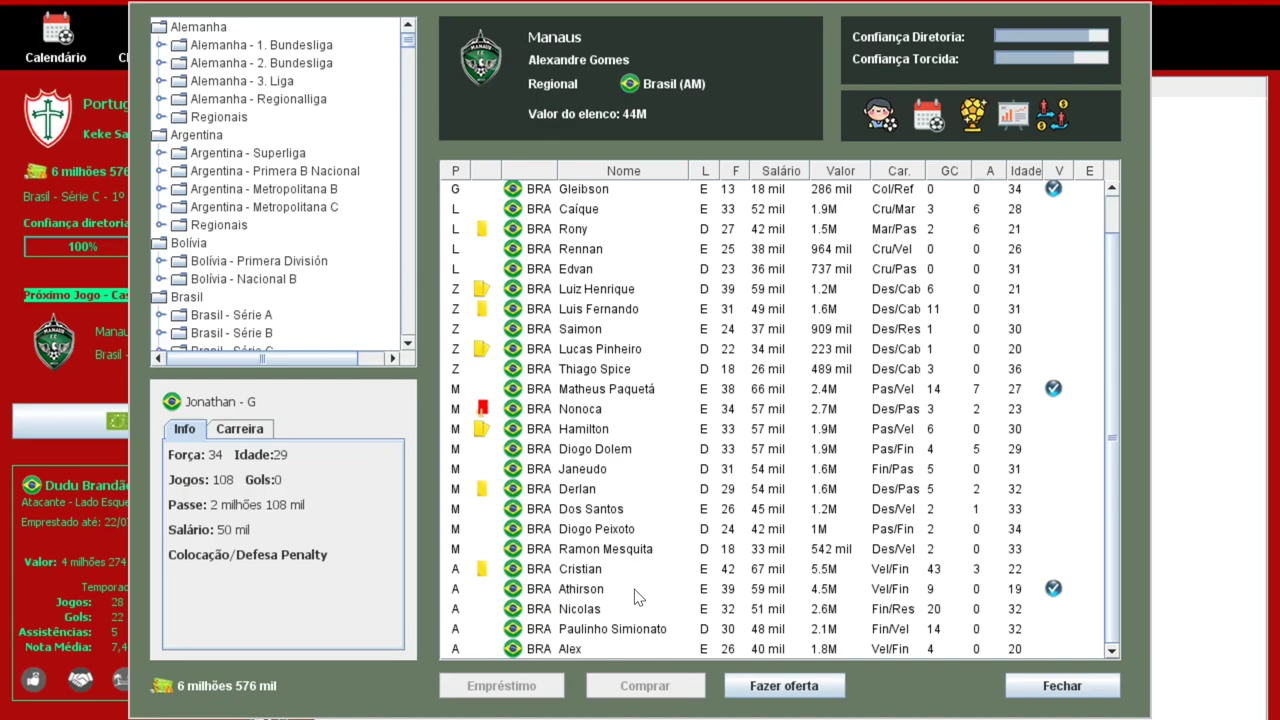 Calendário
Cl
Portug
Keke Sa
6 milhões 576
Brasil - Série C - 1º
Confiança diretoria
100%
Próximo Jogo - Cas
Manau
Brasil -
Dudu Brandão
Atacante - Lado Esque
Emprestado até: 22/0
Valor: 4 milhões 274
Temporad
Jogos: 28
Gols: 22
Assistências: 5
Nota Média: 7,4
Alemanha
Alemanha - 1. Bundesliga
Alemanha - 2. Bundesliga
Alemanha - 3. Liga
Alemanha - Regionalliga
Regionais
Argentina
Argentina - Superliga
Argentina - Primera B Nacional
Argentina - Metropolitana B
Argentina - Metropolitana C
Regionais
Bolívia
Bolívia - Primera División
Bolívia - Nacional B
Brasil
Brasil - Série A
Brasil - Série B
Brasil - Série C
Manaus
Alexandre Gomes
Regional Brasil (AM)
Valor do elenco: 44M
Confiança Diretoria:
Confiança Torcida:
Jonathan - G
Info Carreira
Força: 34 Idade:29
Jogos: 108 Gols:0
Passe: 2 milhões 108 mil
Salário: 50 mil
Colocação/Defesa Penalty
P Nome L F Salário Valor Car. GC A Idade V E
G BRA Gleibson E 13 18 mil 286 mil Col/Ref 0 0 34
L BRA Caíque E 33 52 mil 1.9M Cru/Mar 3 6 28
L BRA Rony D 27 42 mil 1.5M Mar/Pas 2 6 21
L BRA Rennan E 25 38 mil 964 mil Cru/Vel 0 0 26
L BRA Edvan D 23 36 mil 737 mil Cru/Pas 0 0 31
Z BRA Luiz Henrique D 39 59 mil 1.2M Des/Cab 6 0 21
Z BRA Luis Fernando E 31 49 mil 1.6M Des/Cab 11 0 31
Z BRA Saimon E 24 37 mil 909 mil Des/Res 1 0 30
Z BRA Lucas Pinheiro D 22 34 mil 223 mil Des/Cab 1 0 20
Z BRA Thiago Spice D 18 26 mil 489 mil Des/Cab 3 0 36
M BRA Matheus Paquetá E 38 66 mil 2.4M Pas/Vel 14 7 27
M BRA Nonoca E 34 57 mil 2.7M Des/Pas 3 2 23
M BRA Hamilton E 33 57 mil 1.9M Pas/Vel 6 0 30
M BRA Diogo Dolem D 33 57 mil 1.9M Pas/Fin 4 5 29
M BRA Janeudo D 31 54 mil 1.6M Fin/Pas 5 0 31
M BRA Derlan D 29 54 mil 1.6M Des/Pas 5 2 32
M BRA Dos Santos E 26 45 mil 1.2M Des/Vel 2 1 33
M BRA Diogo Peixoto D 24 42 mil 1M Pas/Fin 2 0 34
M BRA Ramon Mesquita D 18 33 mil 542 mil Des/Vel 2 0 33
A BRA Cristian E 42 67 mil 5.5M Vel/Fin 43 3 22
A BRA Athirson E 39 59 mil 4.5M Vel/Fin 9 0 19
A BRA Nicolas E 32 51 mil 2.6M Fin/Res 20 0 32
A BRA Paulinho Simionato D 30 48 mil 2.1M Fin/Vel 14 0 32
A BRA Alex E 26 40 mil 1.8M Vel/Fin 4 0 20
6 milhões 576 mil
Empréstimo Comprar Fazer oferta Fechar